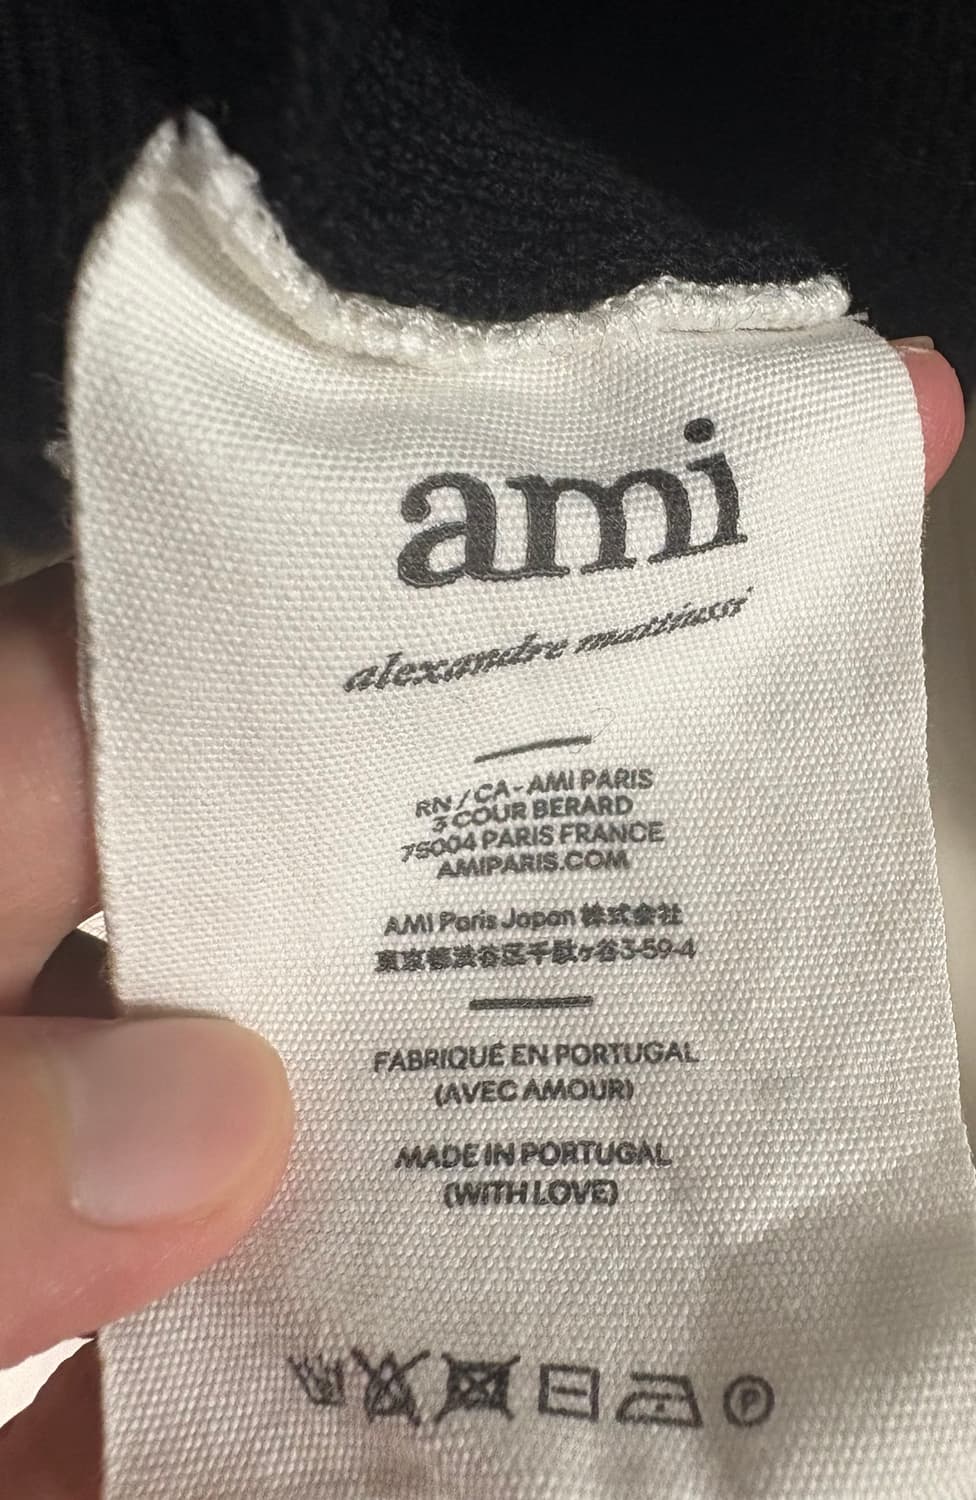 ami
alexandre mattiussi
RN / CA - AMI PARIS
3 COUR BERARD
75004 PARIS FRANCE
AMIPARIS.COM
AMI Paris Japan 株式会社
東京都渋谷区千駄ヶ谷3-59-4
FABRIQUÉ EN PORTUGAL
(AVEC AMOUR)
MADE IN PORTUGAL
(WITH LOVE)
P